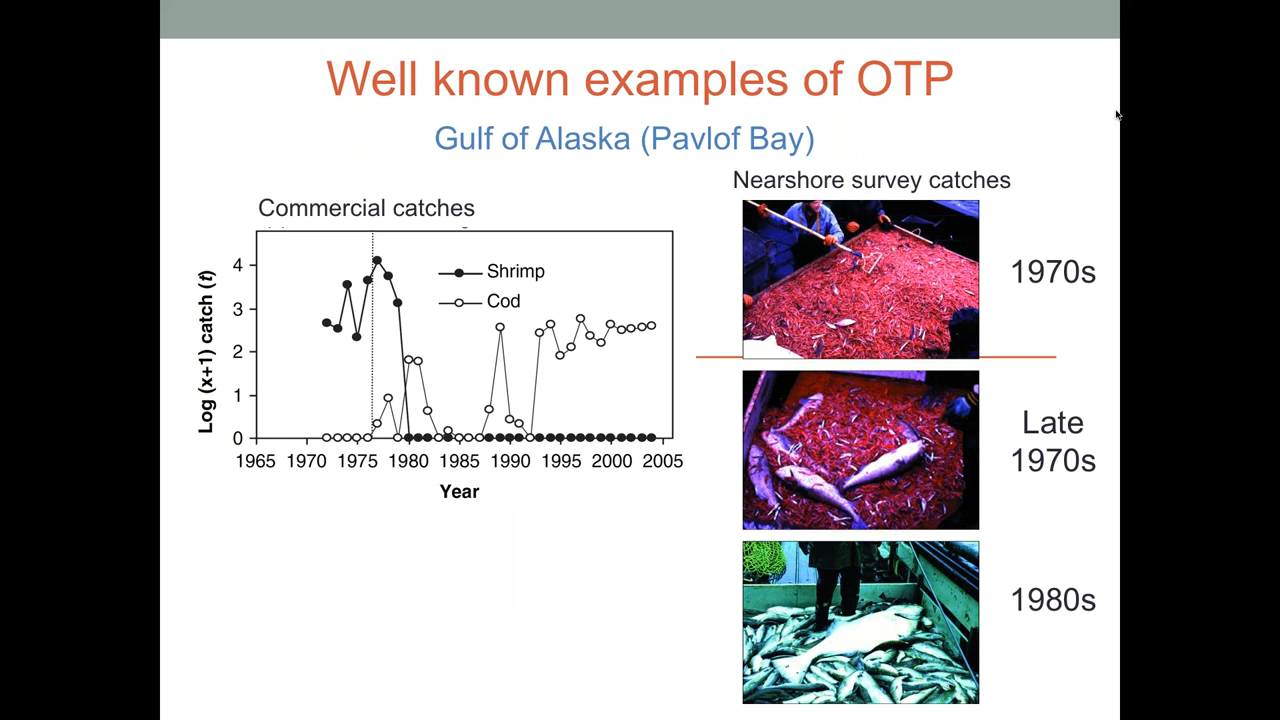 Well known examples of OTP
Gulf of Alaska (Pavlof Bay)
Nearshore survey catches
Commercial catches
Shrimp
Cod
Log (x+1) catch (t)
4
3
2
1
0
1965 1970 1975 1980 1985 1990 1995 2000 2005
Year
1970s
Late
1970s
1980s